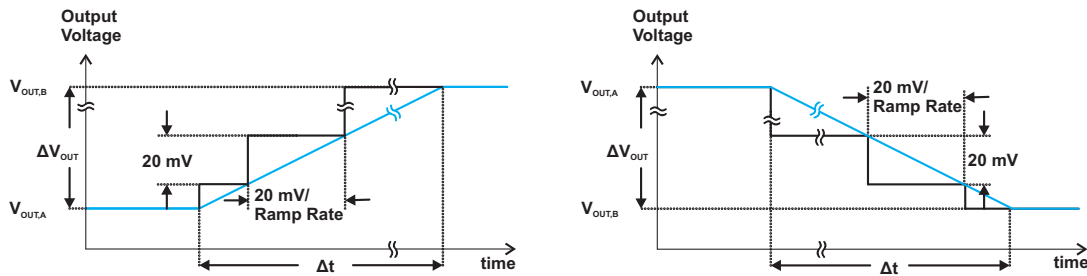 Output
Voltage
V_OUT,B
20 mV
ΔV_OUT
20 mV/
Ramp Rate
V_OUT,A
Δt
time
Output
Voltage
V_OUT,A
20 mV/
Ramp Rate
ΔV_OUT
20 mV
V_OUT,B
Δt
time